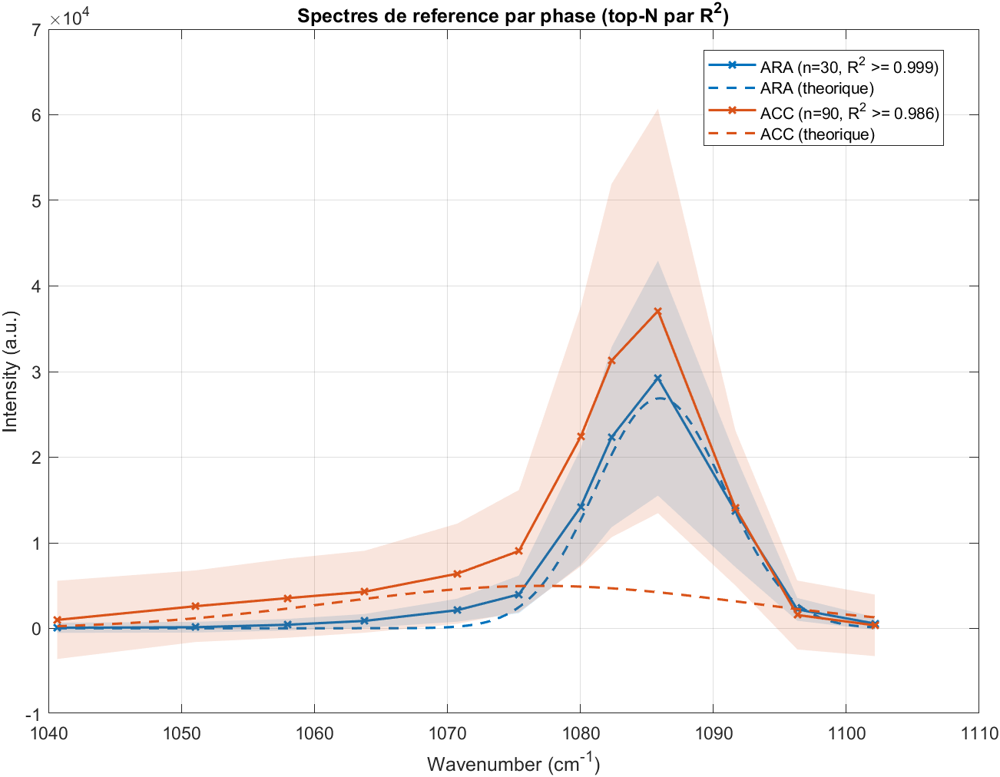 Spectres de reference par phase (top-N par R²)
×10⁴
7
6
5
4
3
2
1
0
-1
Intensity (a.u.)
ARA (n=30, R² >= 0.999)
ARA (theorique)
ACC (n=90, R² >= 0.986)
ACC (theorique)
1040 1050 1060 1070 1080 1090 1100 1110
Wavenumber (cm⁻¹)